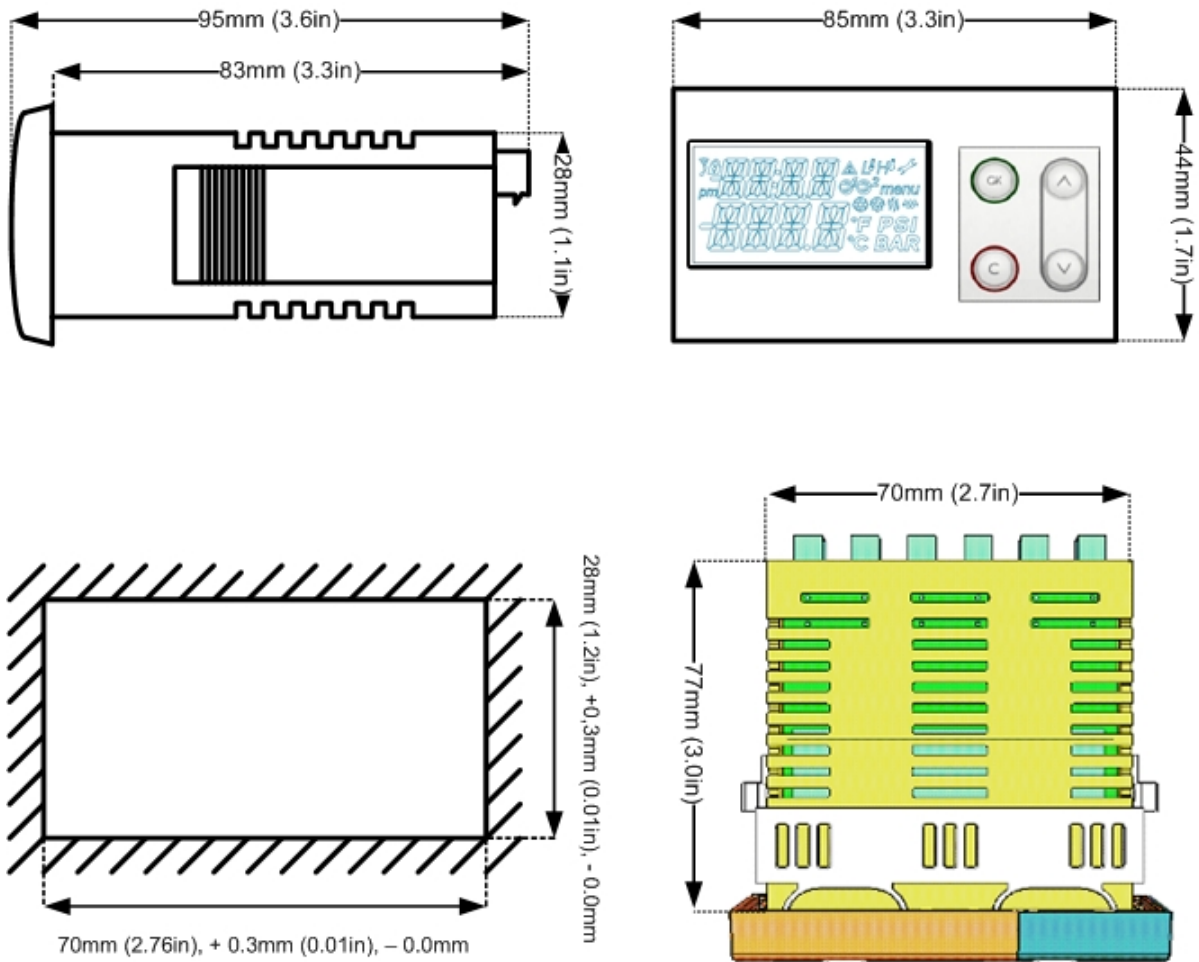 95mm (3.6in)
83mm (3.3in)
28mm (1.1in)
85mm (3.3in)
44mm (1.7in)
pm
menu
°F PSI
°C BAR
OK
C
28mm (1.2in), +0,3mm (0.01in), - 0.0mm
70mm (2.76in), + 0.3mm (0.01in), – 0.0mm
70mm (2.7in)
77mm (3.0in)